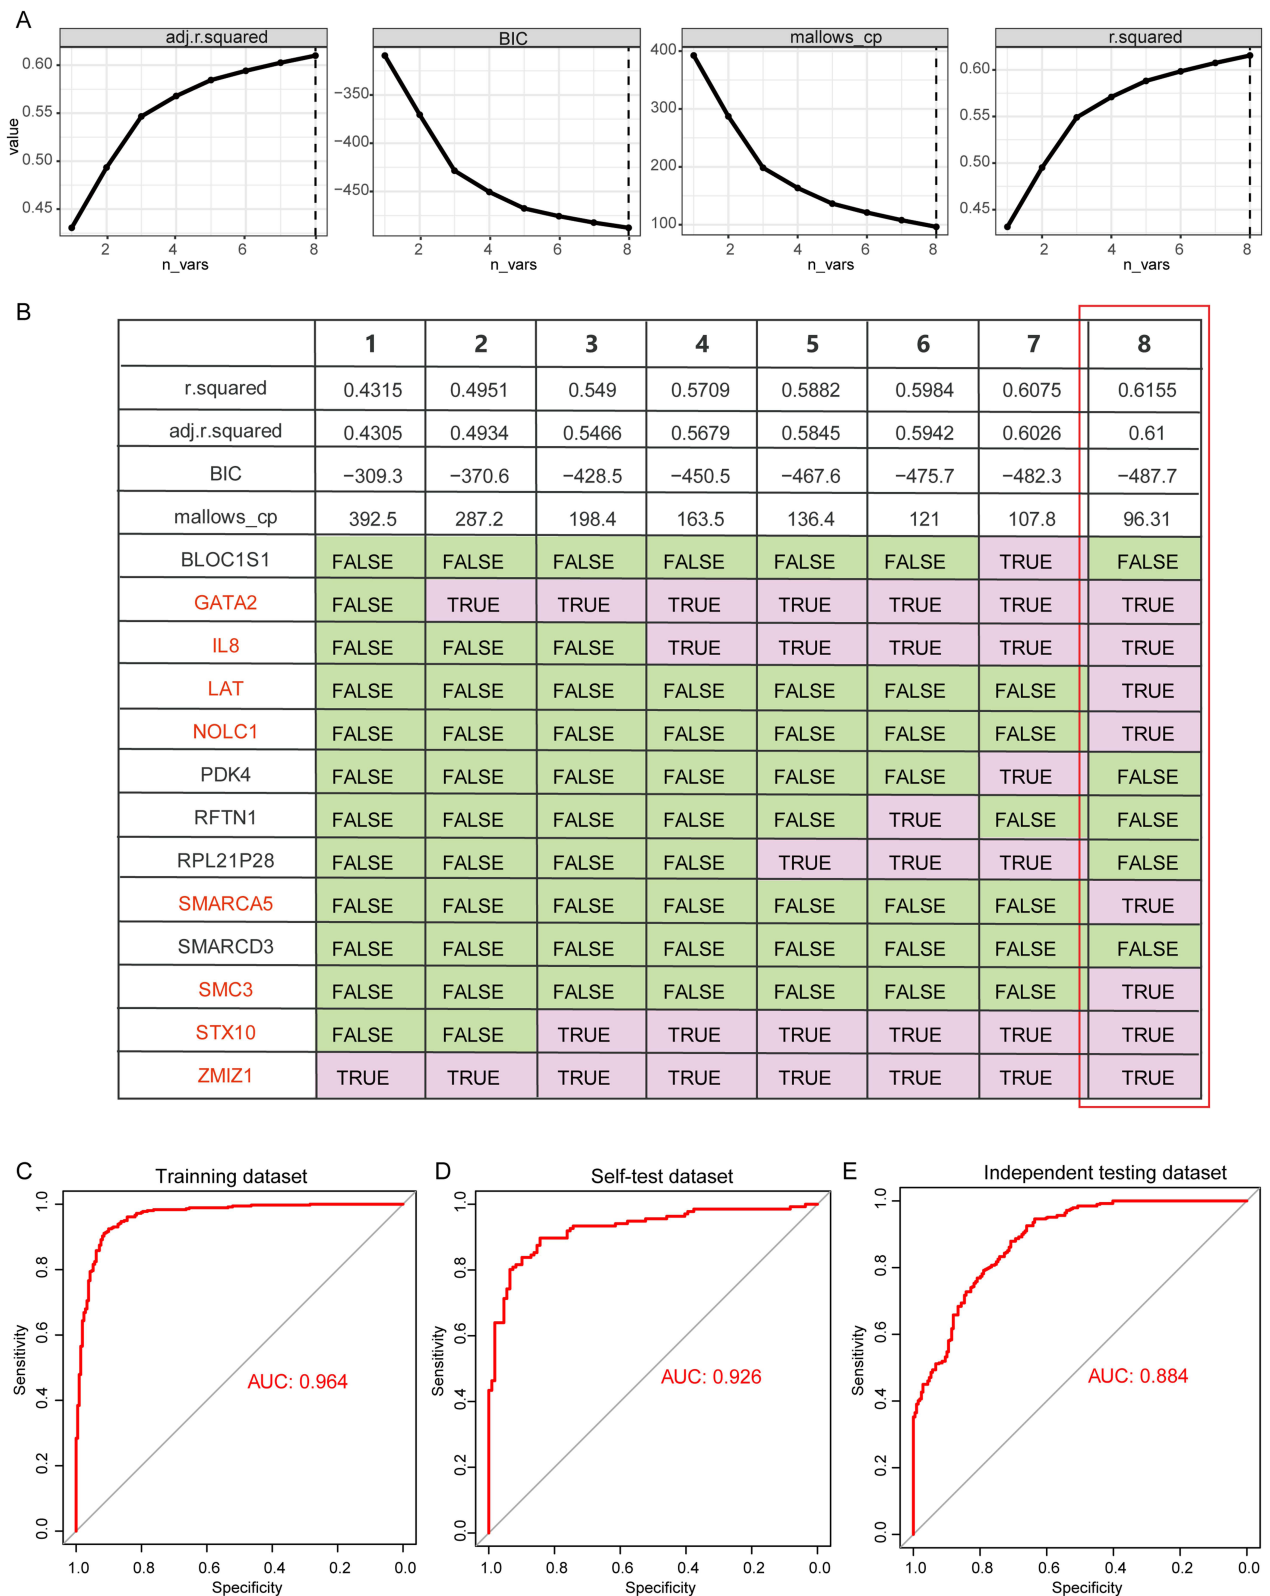 A
adj.r.squared
BIC
mallows_cp
r.squared
value
0.60
0.55
0.50
0.45
2 4 6 8
n_vars
−350
−400
−450
2 4 6 8
n_vars
400
300
200
100
2 4 6 8
n_vars
0.60
0.55
0.50
0.45
2 4 6 8
n_vars
B
1 2 3 4 5 6 7 8
r.squared 0.4315 0.4951 0.549 0.5709 0.5882 0.5984 0.6075 0.6155
adj.r.squared 0.4305 0.4934 0.5466 0.5679 0.5845 0.5942 0.6026 0.61
BIC −309.3 −370.6 −428.5 −450.5 −467.6 −475.7 −482.3 −487.7
mallows_cp 392.5 287.2 198.4 163.5 136.4 121 107.8 96.31
BLOC1S1 FALSE FALSE FALSE FALSE FALSE FALSE TRUE FALSE
GATA2 FALSE TRUE TRUE TRUE TRUE TRUE TRUE TRUE
IL8 FALSE FALSE FALSE TRUE TRUE TRUE TRUE TRUE
LAT FALSE FALSE FALSE FALSE FALSE FALSE FALSE TRUE
NOLC1 FALSE FALSE FALSE FALSE FALSE FALSE FALSE TRUE
PDK4 FALSE FALSE FALSE FALSE FALSE FALSE TRUE FALSE
RFTN1 FALSE FALSE FALSE FALSE FALSE TRUE FALSE FALSE
RPL21P28 FALSE FALSE FALSE FALSE TRUE TRUE TRUE FALSE
SMARCA5 FALSE FALSE FALSE FALSE FALSE FALSE FALSE TRUE
SMARCD3 FALSE FALSE FALSE FALSE FALSE FALSE FALSE FALSE
SMC3 FALSE FALSE FALSE FALSE FALSE FALSE FALSE TRUE
STX10 FALSE FALSE TRUE TRUE TRUE TRUE TRUE TRUE
ZMIZ1 TRUE TRUE TRUE TRUE TRUE TRUE TRUE TRUE
C
Trainning dataset
Sensitivity
1.0
0.8
0.6
0.4
0.2
0.0
AUC: 0.964
1.0 0.8 0.6 0.4 0.2 0.0
Specificity
D
Self-test dataset
Sensitivity
1.0
0.8
0.6
0.4
0.2
0.0
AUC: 0.926
1.0 0.8 0.6 0.4 0.2 0.0
Specificity
E
Independent testing dataset
Sensitivity
1.0
0.8
0.6
0.4
0.2
0.0
AUC: 0.884
1.0 0.8 0.6 0.4 0.2 0.0
Specificity